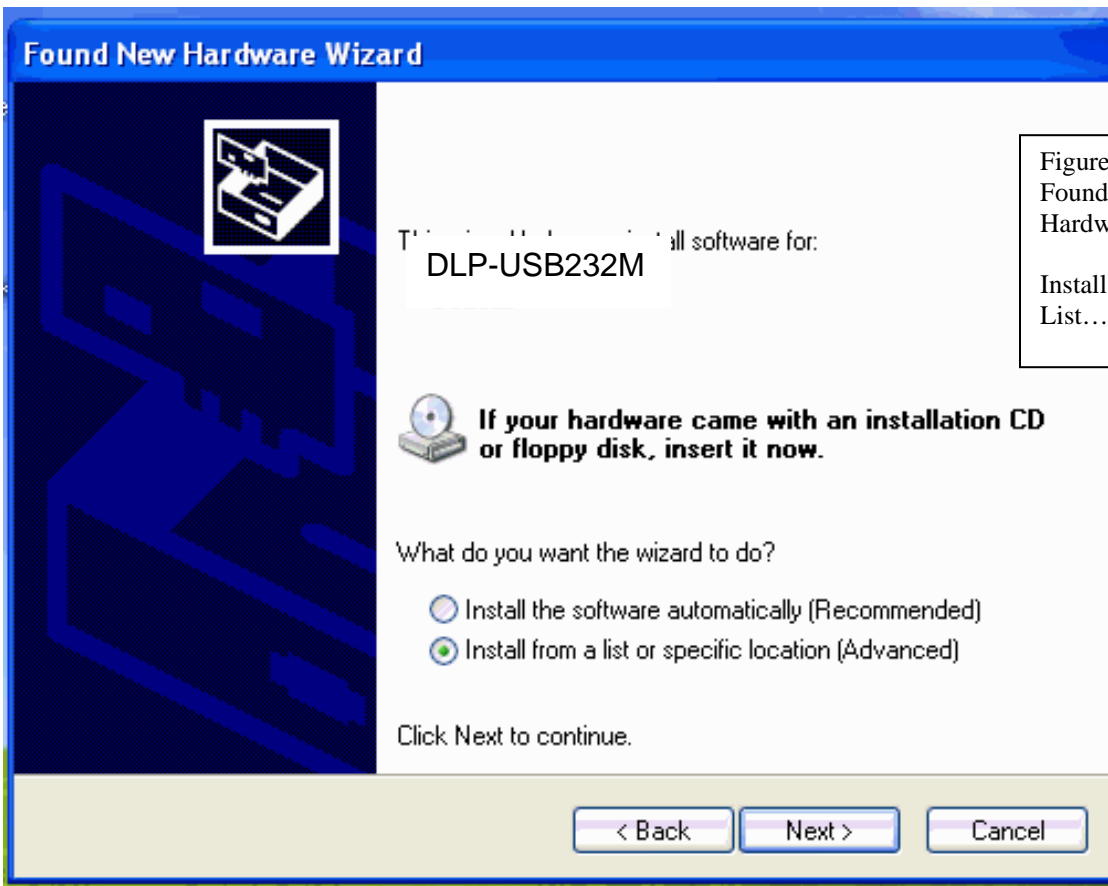 Found New Hardware Wizard
Figure
Found
Hardw
Install
List…
all software for:
DLP-USB232M
If your hardware came with an installation CD
or floppy disk, insert it now.
What do you want the wizard to do?
Install the software automatically (Recommended)
Install from a list or specific location (Advanced)
Click Next to continue.
< Back
Next >
Cancel